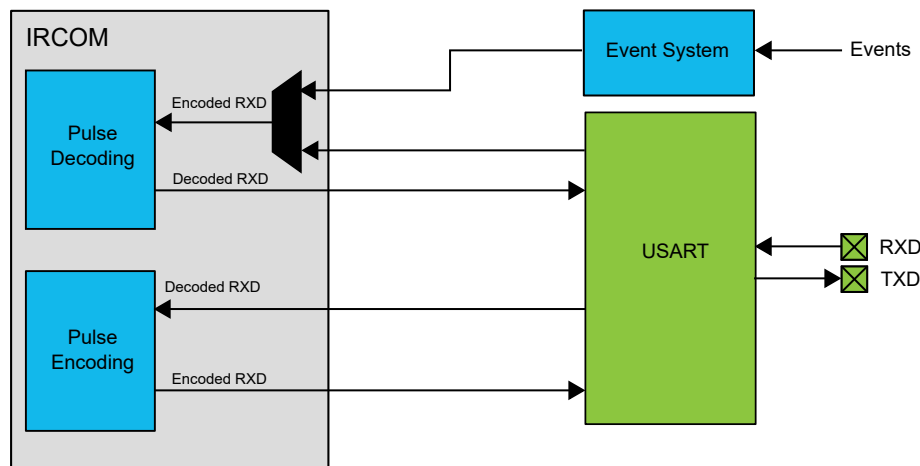 IRCOM
Event System
Events
Encoded RXD
Pulse
Decoding
Decoded RXD
USART
RXD
TXD
Decoded RXD
Pulse
Encoding
Encoded RXD